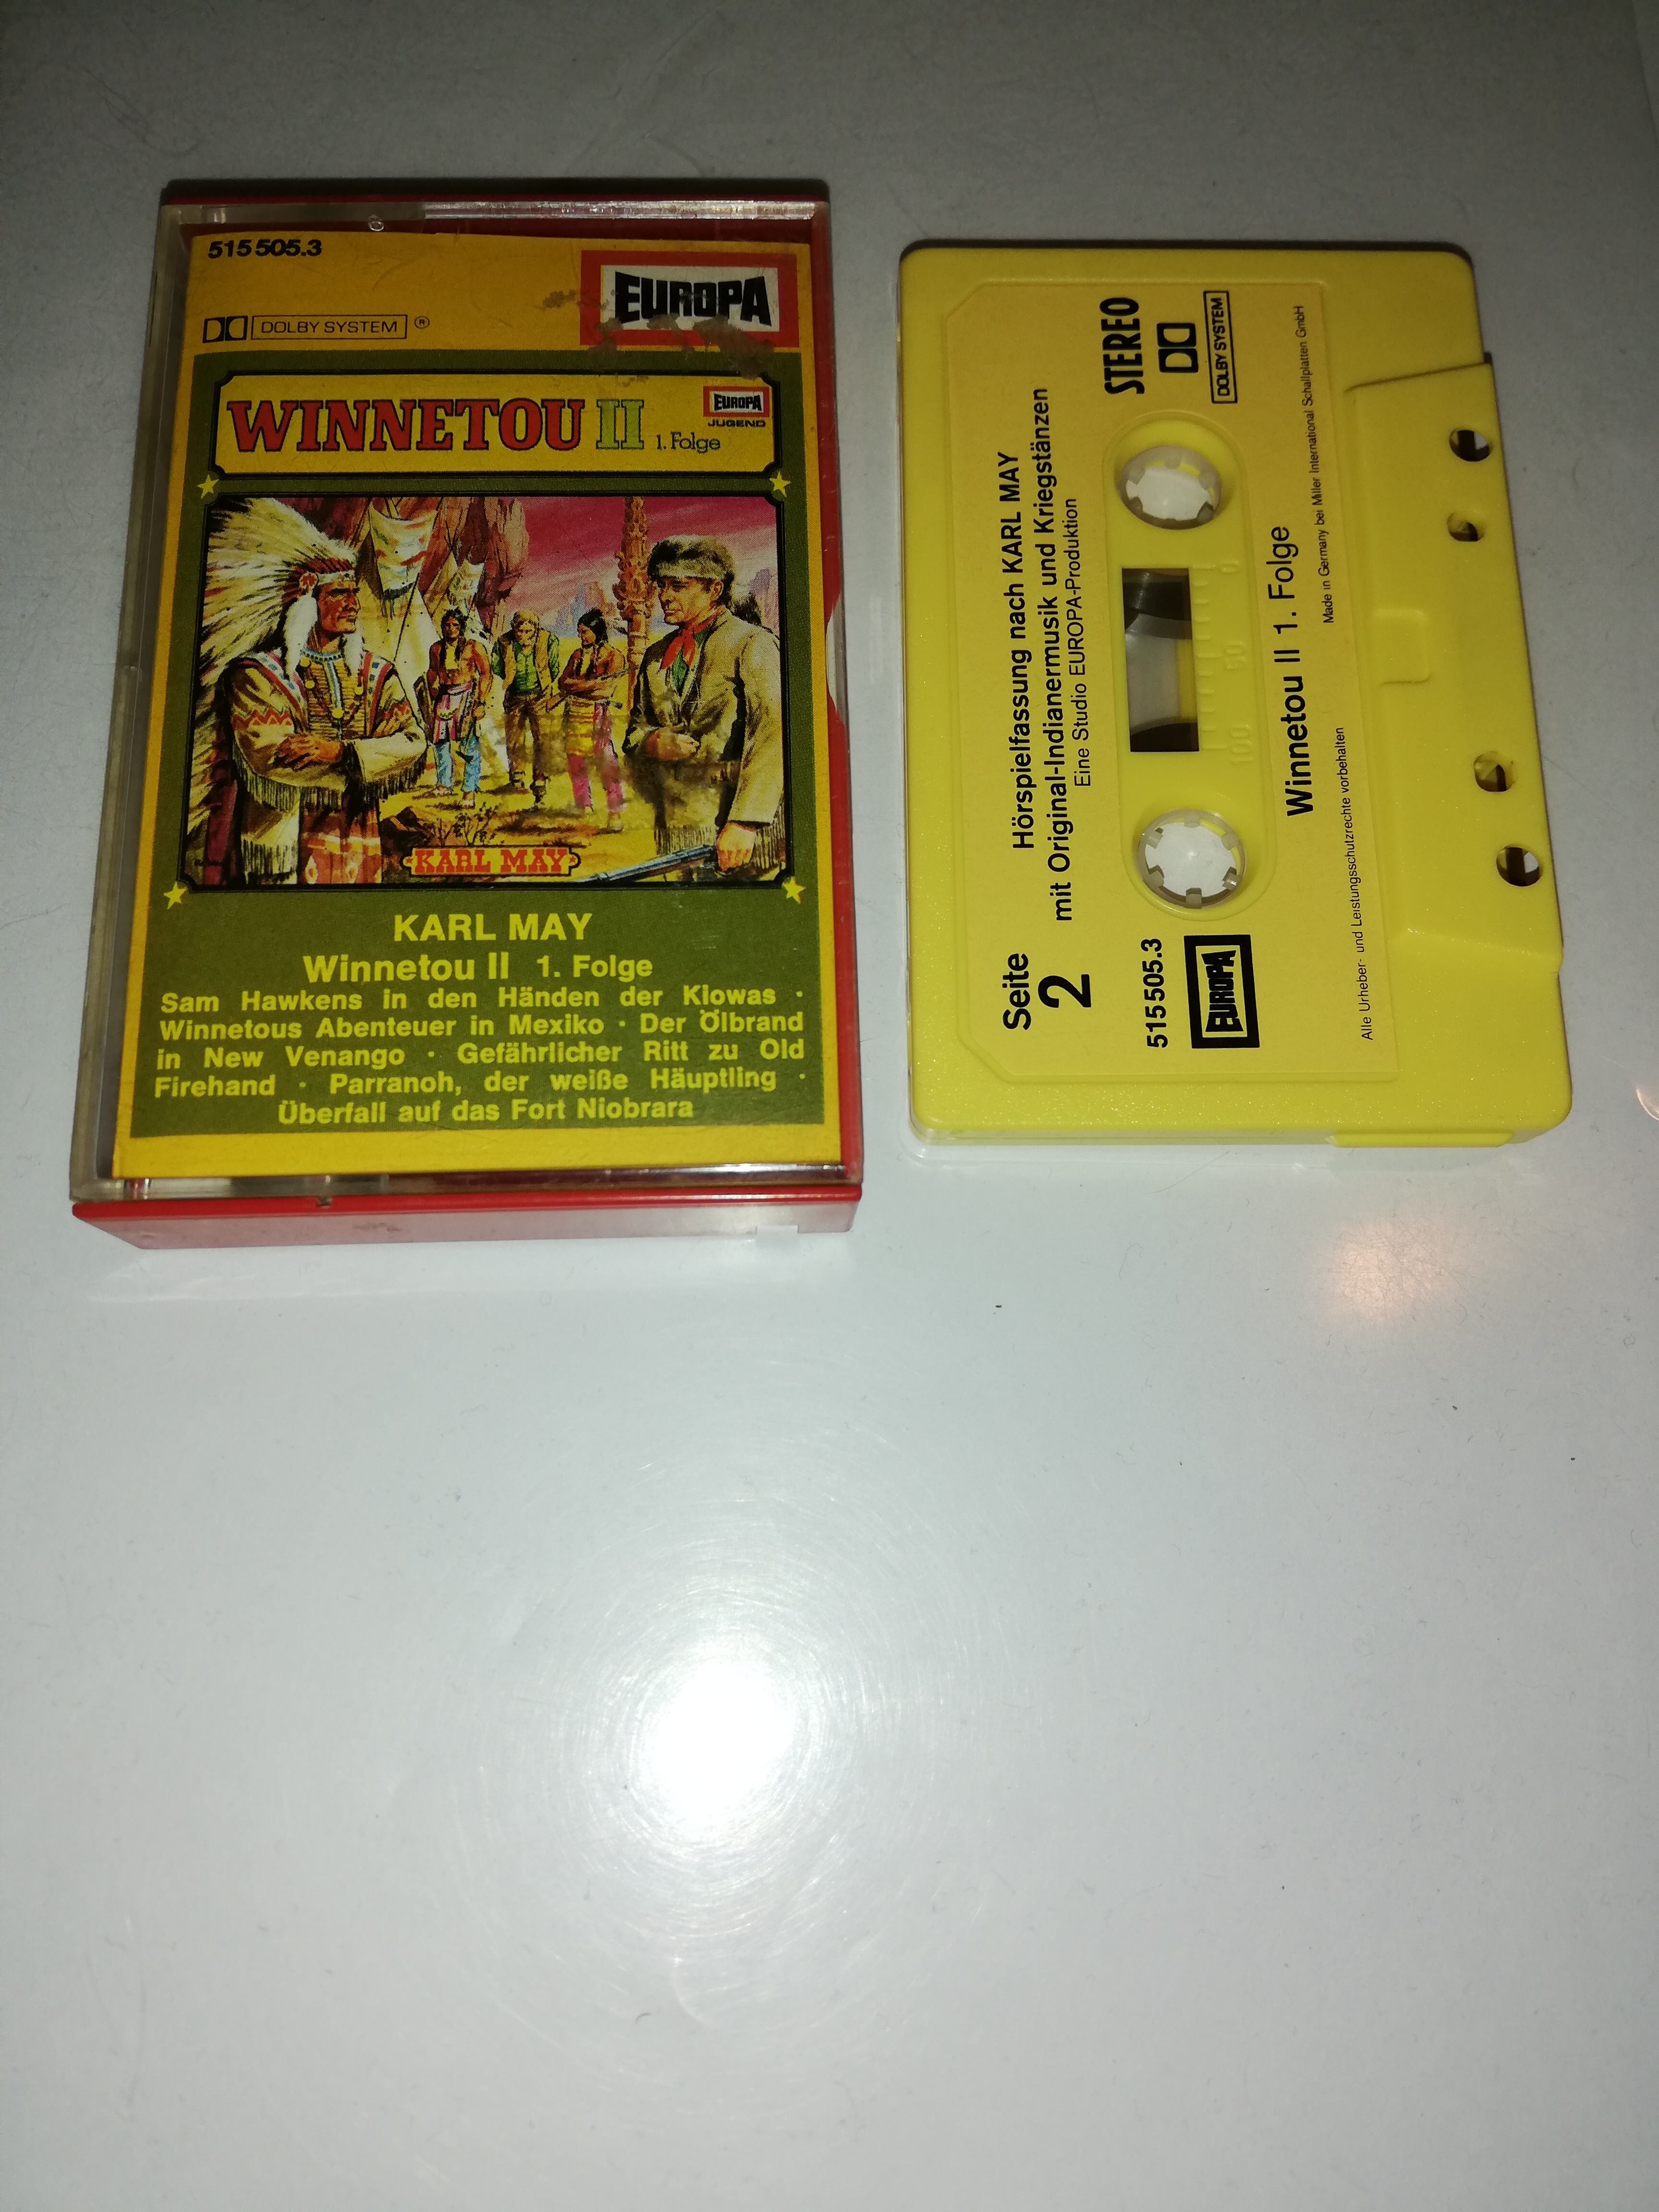 515 505.3
EUROPA
DOLBY SYSTEM ®
WINNETOU II 1. Folge
EUROPA
JUGEND
KARL MAY
KARL MAY
Winnetou II 1. Folge
Sam Hawkens in den Händen der Kiowas ·
Winnetous Abenteuer in Mexiko · Der Ölbrand
in New Venango · Gefährlicher Ritt zu Old
Firehand · Parranoh, der weiße Häuptling ·
Überfall auf das Fort Niobrara
Seite
2
Hörspielfassung nach KARL MAY
mit Original-Indianermusik und Kriegstänzen
Eine Studio EUROPA-Produktion
515 505.3
EUROPA
STEREO
DOLBY SYSTEM
100 50 0
Winnetou II 1. Folge
Alle Urheber- und Leistungsschutzrechte vorbehalten
Made in Germany bei Miller International Schallplatten GmbH